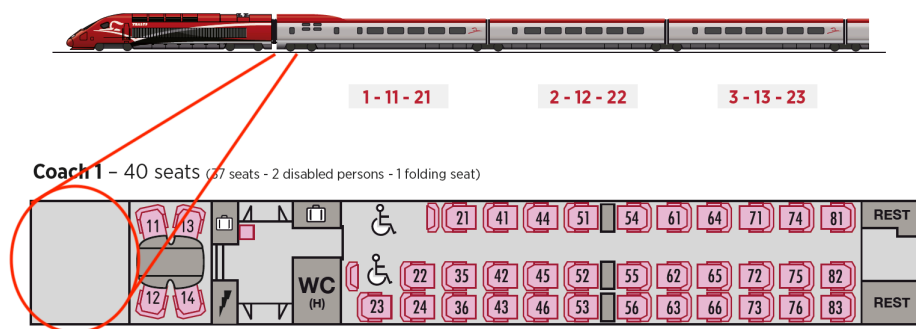 THALYS
1 - 11 - 21
2 - 12 - 22
3 - 13 - 23
Coach 1 – 40 seats (37 seats - 2 disabled persons - 1 folding seat)
11 13
21 41 44 51 54 61 64 71 74 81 REST
WC
(H)
22 35 42 45 52 55 62 65 72 75 82
12 14
23 24 36 43 46 53 56 63 66 73 76 83 REST